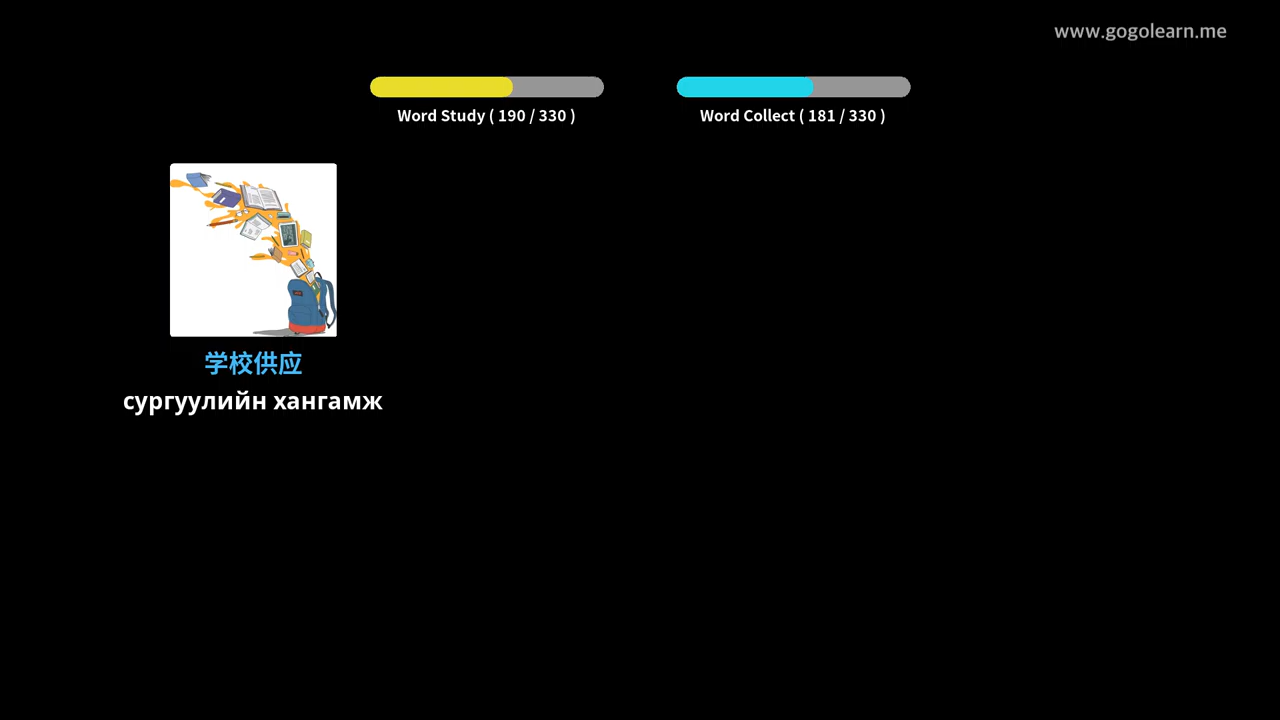 www.gogolearn.me
Word Study ( 190 / 330 )
Word Collect ( 181 / 330 )
学校供应
сургуулийн хангамж